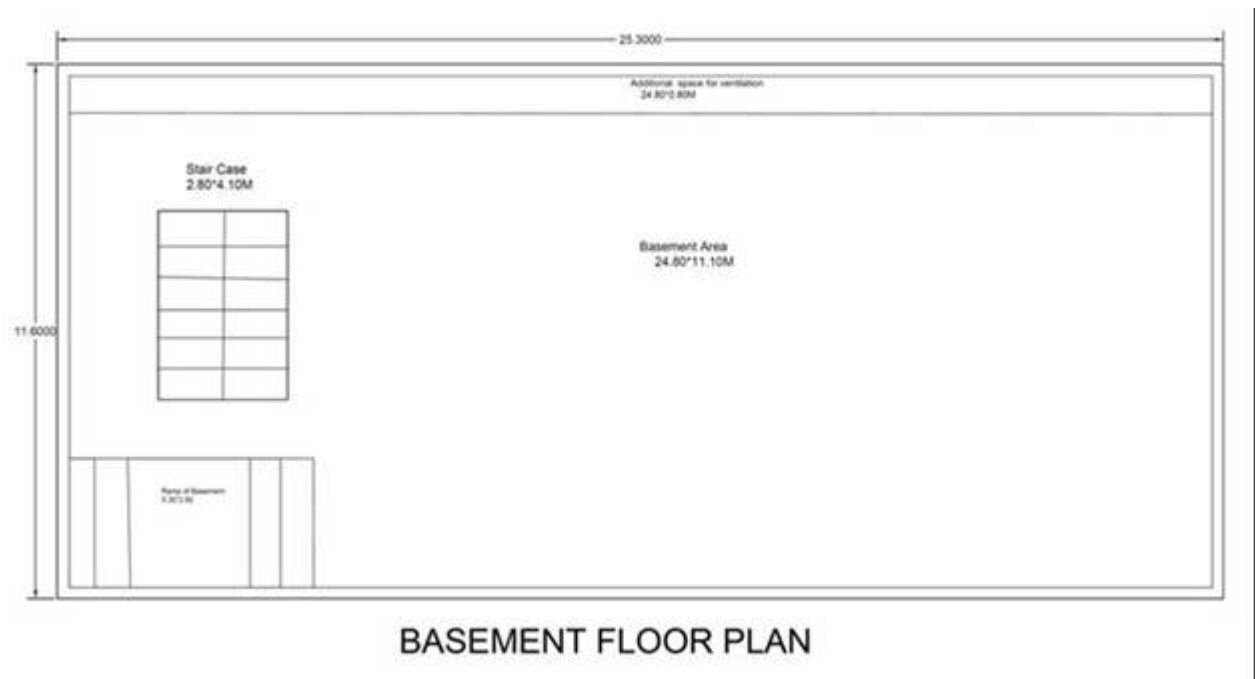 25.3000
Additional space for ventilation
24.80*0.80M
Stair Case
2.80*4.10M
Basement Area
24.80*11.10M
11.6000
Ramp of Basement
BASEMENT FLOOR PLAN